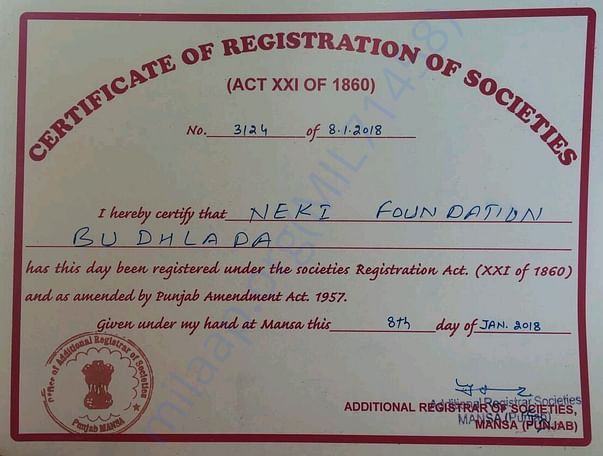 CERTIFICATE OF REGISTRATION OF SOCIETIES
(ACT XXI OF 1860)
No. 3124 of 8.1.2018
I hereby certify that NEKI FOUNDATION
BUDHLADA
has this day been registered under the societies Registration Act. (XXI of 1860)
and as amended by Punjab Amendment Act. 1957.
Given under my hand at Mansa this 8th day of JAN. 2018
Office of Additional Registrar of Societies
Punjab MANSA
Additional Registrar Societies
MANSA (Punjab)
ADDITIONAL REGISTRAR OF SOCIETIES,
MANSA (PUNJAB)